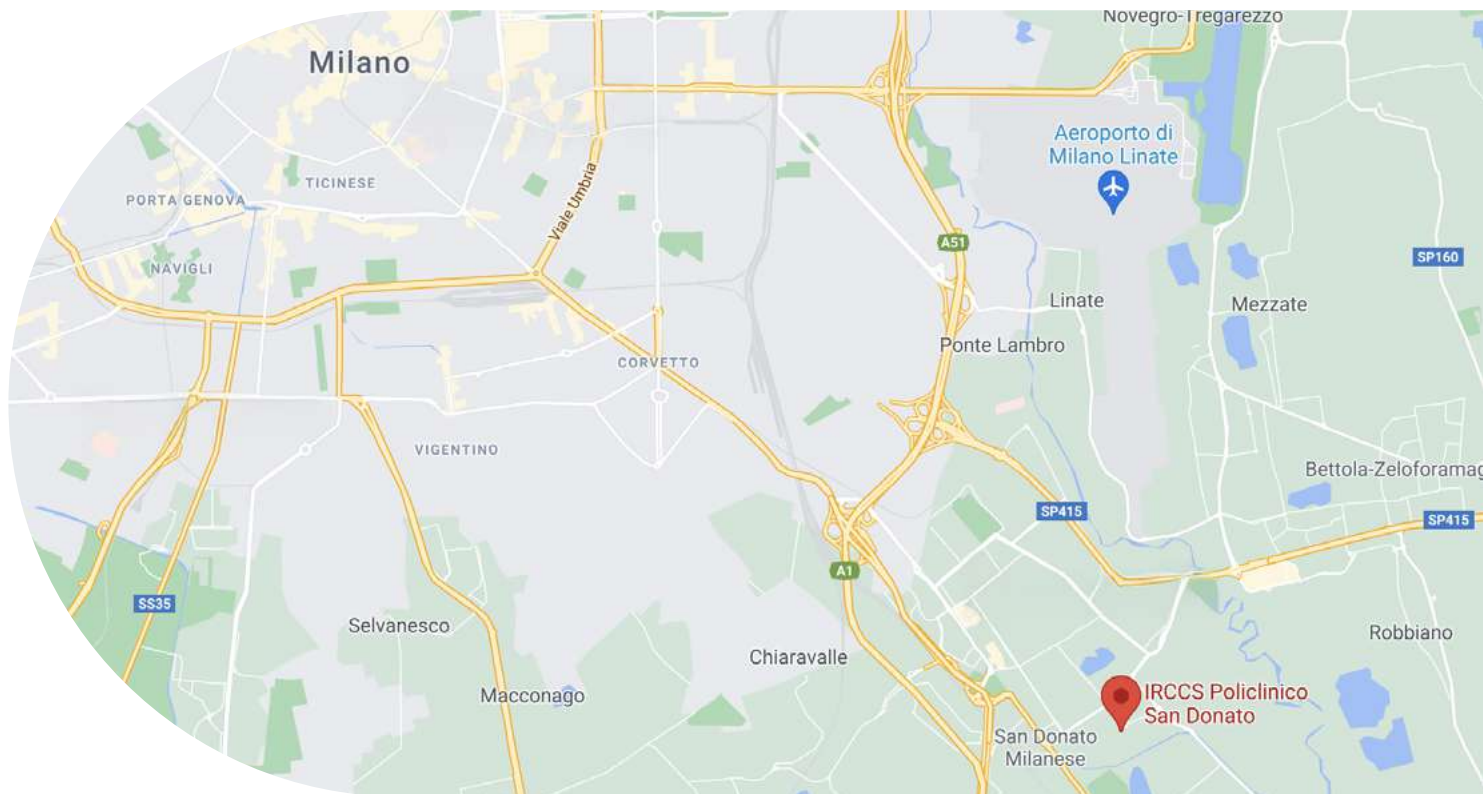 Novegro-Tregarezzo
Milano
Aeroporto di
Milano Linate
TICINESE
PORTA GENOVA
Viale Umbria
A51
SP160
NAVIGLI
Linate
Mezzate
Ponte Lambro
CORVETTO
VIGENTINO
Bettola-Zeloforamag
SP415
SP415
A1
SS35
Selvanesco
Robbiano
Chiaravalle
Macconago
IRCCS Policlinico
San Donato
San Donato
Milanese